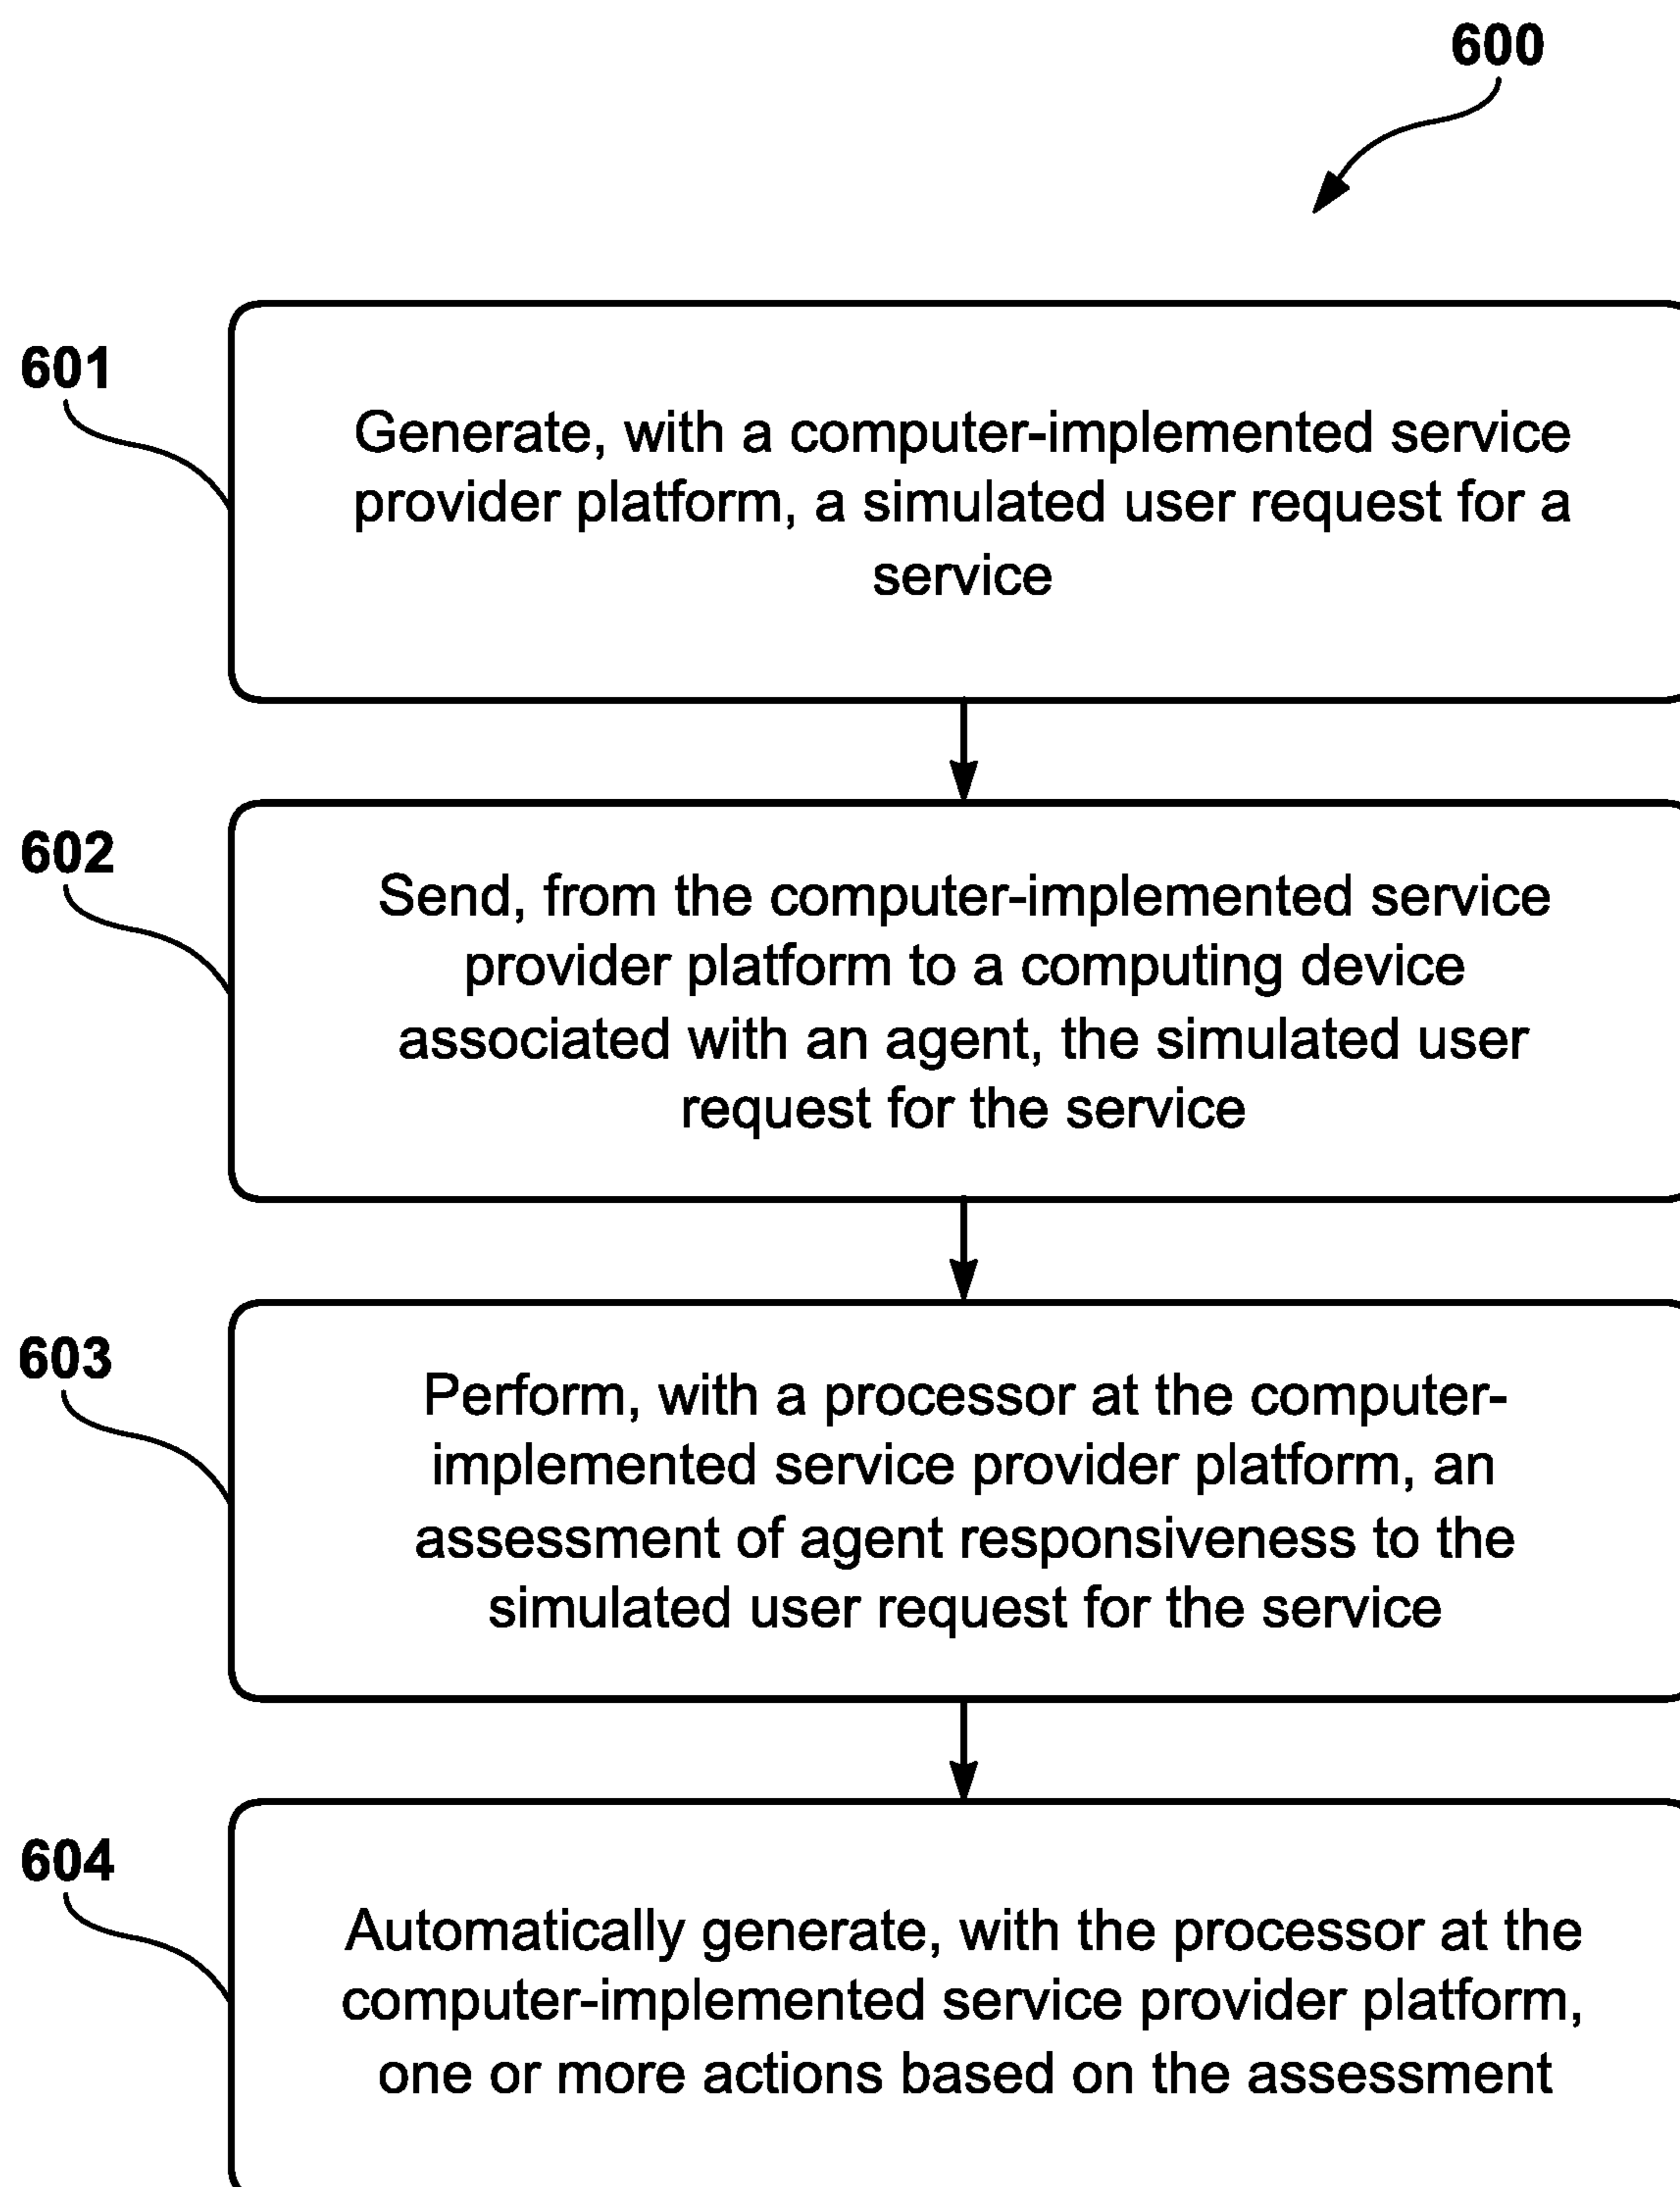 600
601
Generate, with a computer-implemented service
provider platform, a simulated user request for a
service
602
Send, from the computer-implemented service
provider platform to a computing device
associated with an agent, the simulated user
request for the service
603
Perform, with a processor at the computer-
implemented service provider platform, an
assessment of agent responsiveness to the
simulated user request for the service
604
Automatically generate, with the processor at the
computer-implemented service provider platform,
one or more actions based on the assessment